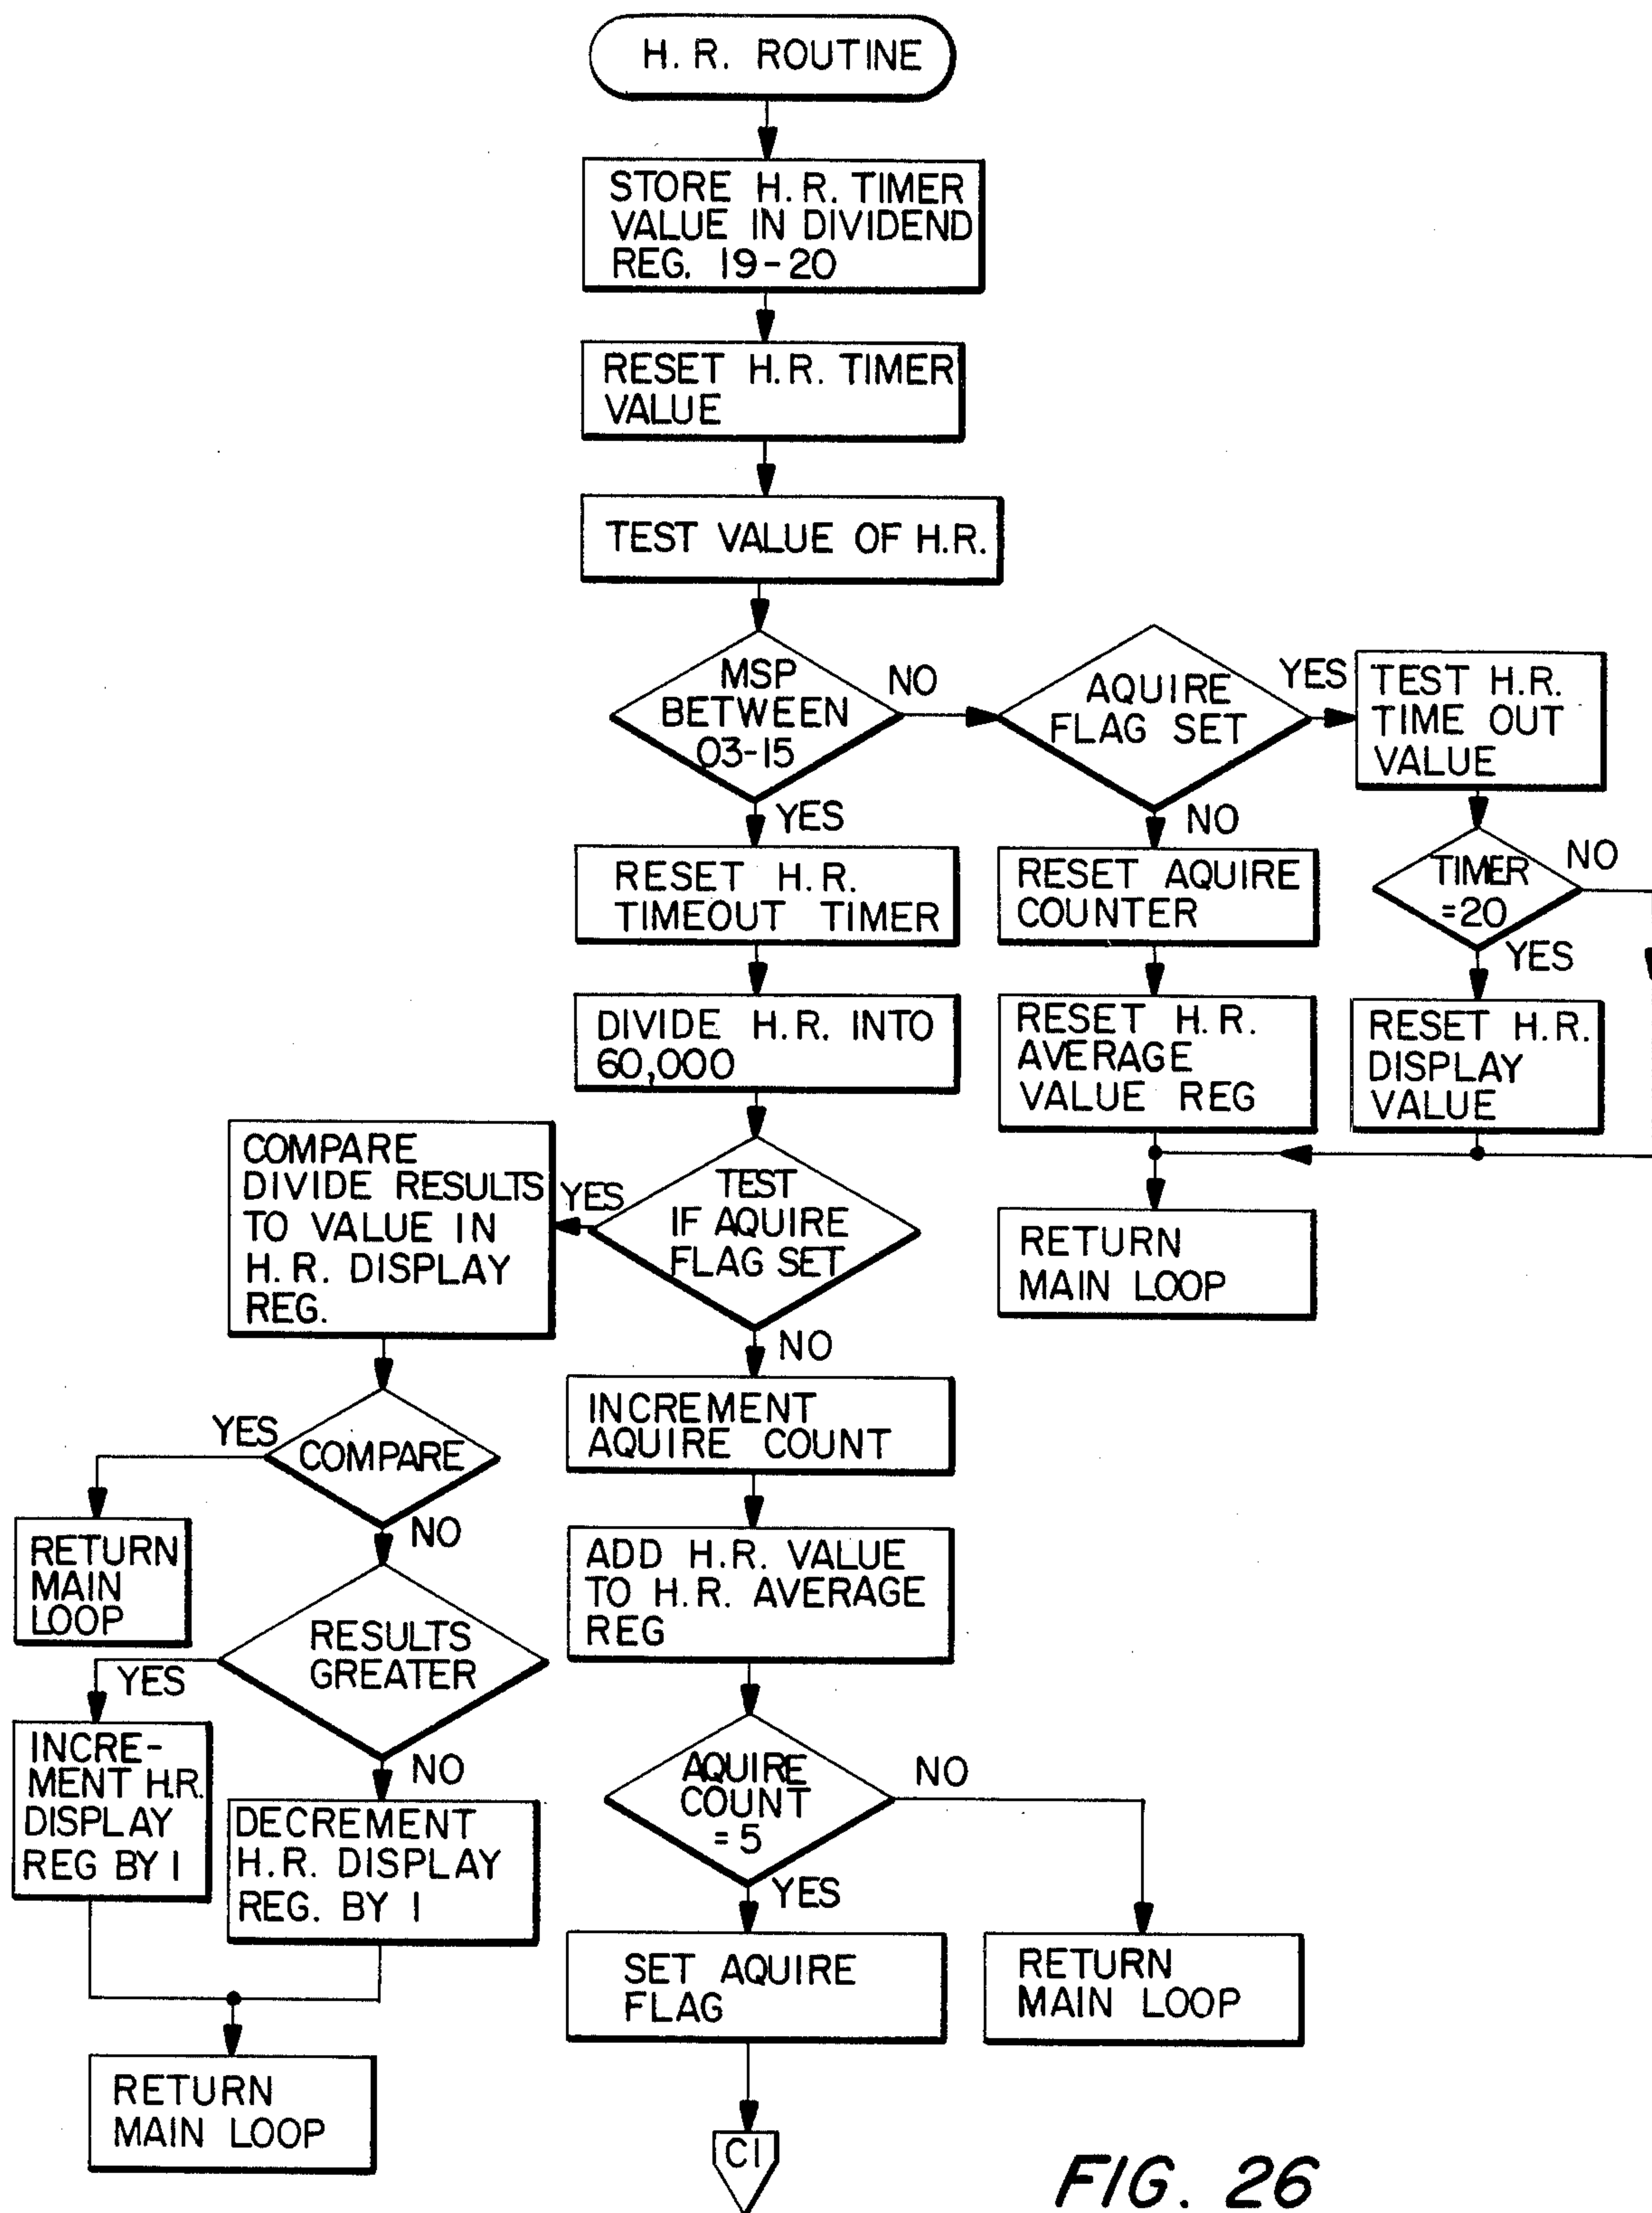 H. R. ROUTINE
STORE H. R. TIMER
VALUE IN DIVIDEND
REG. 19-20
RESET H.R. TIMER
VALUE
TEST VALUE OF H.R.
MSP
BETWEEN
03-15
NO
AQUIRE
FLAG SET
YES
TEST H.R.
TIME OUT
VALUE
YES
NO
TIMER
=20
NO
YES
RESET H.R.
TIMEOUT TIMER
RESET AQUIRE
COUNTER
DIVIDE H.R. INTO
60,000
RESET H.R.
AVERAGE
VALUE REG
RESET H.R.
DISPLAY
VALUE
COMPARE
DIVIDE RESULTS
TO VALUE IN
H.R. DISPLAY
REG.
YES
TEST
IF AQUIRE
FLAG SET
RETURN
MAIN LOOP
NO
YES
COMPARE
INCREMENT
AQUIRE COUNT
NO
RETURN
MAIN
LOOP
ADD H.R. VALUE
TO H.R. AVERAGE
REG
RESULTS
GREATER
YES
INCRE-
MENT H.R.
DISPLAY
REG BY 1
NO
DECREMENT
H.R. DISPLAY
REG. BY 1
AQUIRE
COUNT
=5
NO
YES
SET AQUIRE
FLAG
RETURN
MAIN LOOP
RETURN
MAIN LOOP
C1
FIG. 26